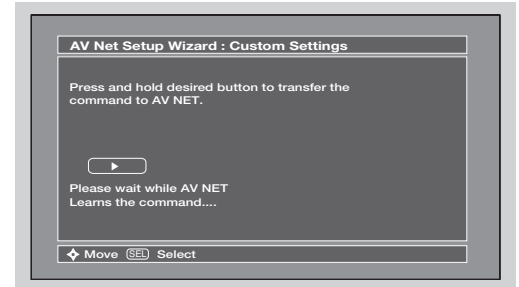 AV Net Setup Wizard : Custom Settings
Press and hold desired button to transfer the
command to AV NET.
Please wait while AV NET
Learns the command....
Move SEL Select